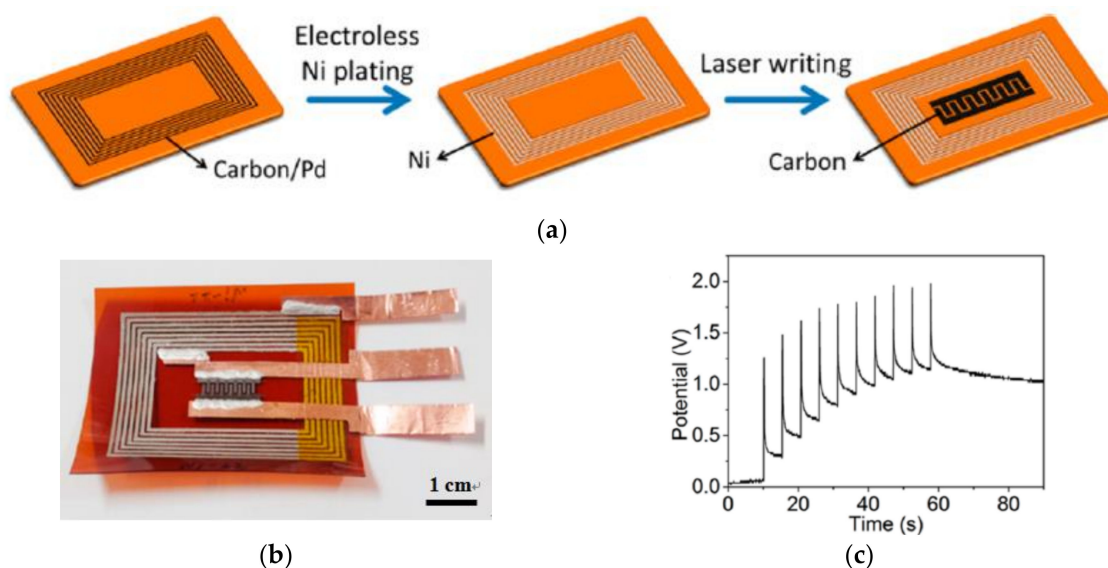 Electroless
Ni plating
Laser writing
Carbon/Pd
Ni
Carbon
(a)
1 cm
(b)
Potential (V)
2.0
1.5
1.0
0.5
0.0
0 20 40 60 80
Time (s)
(c)